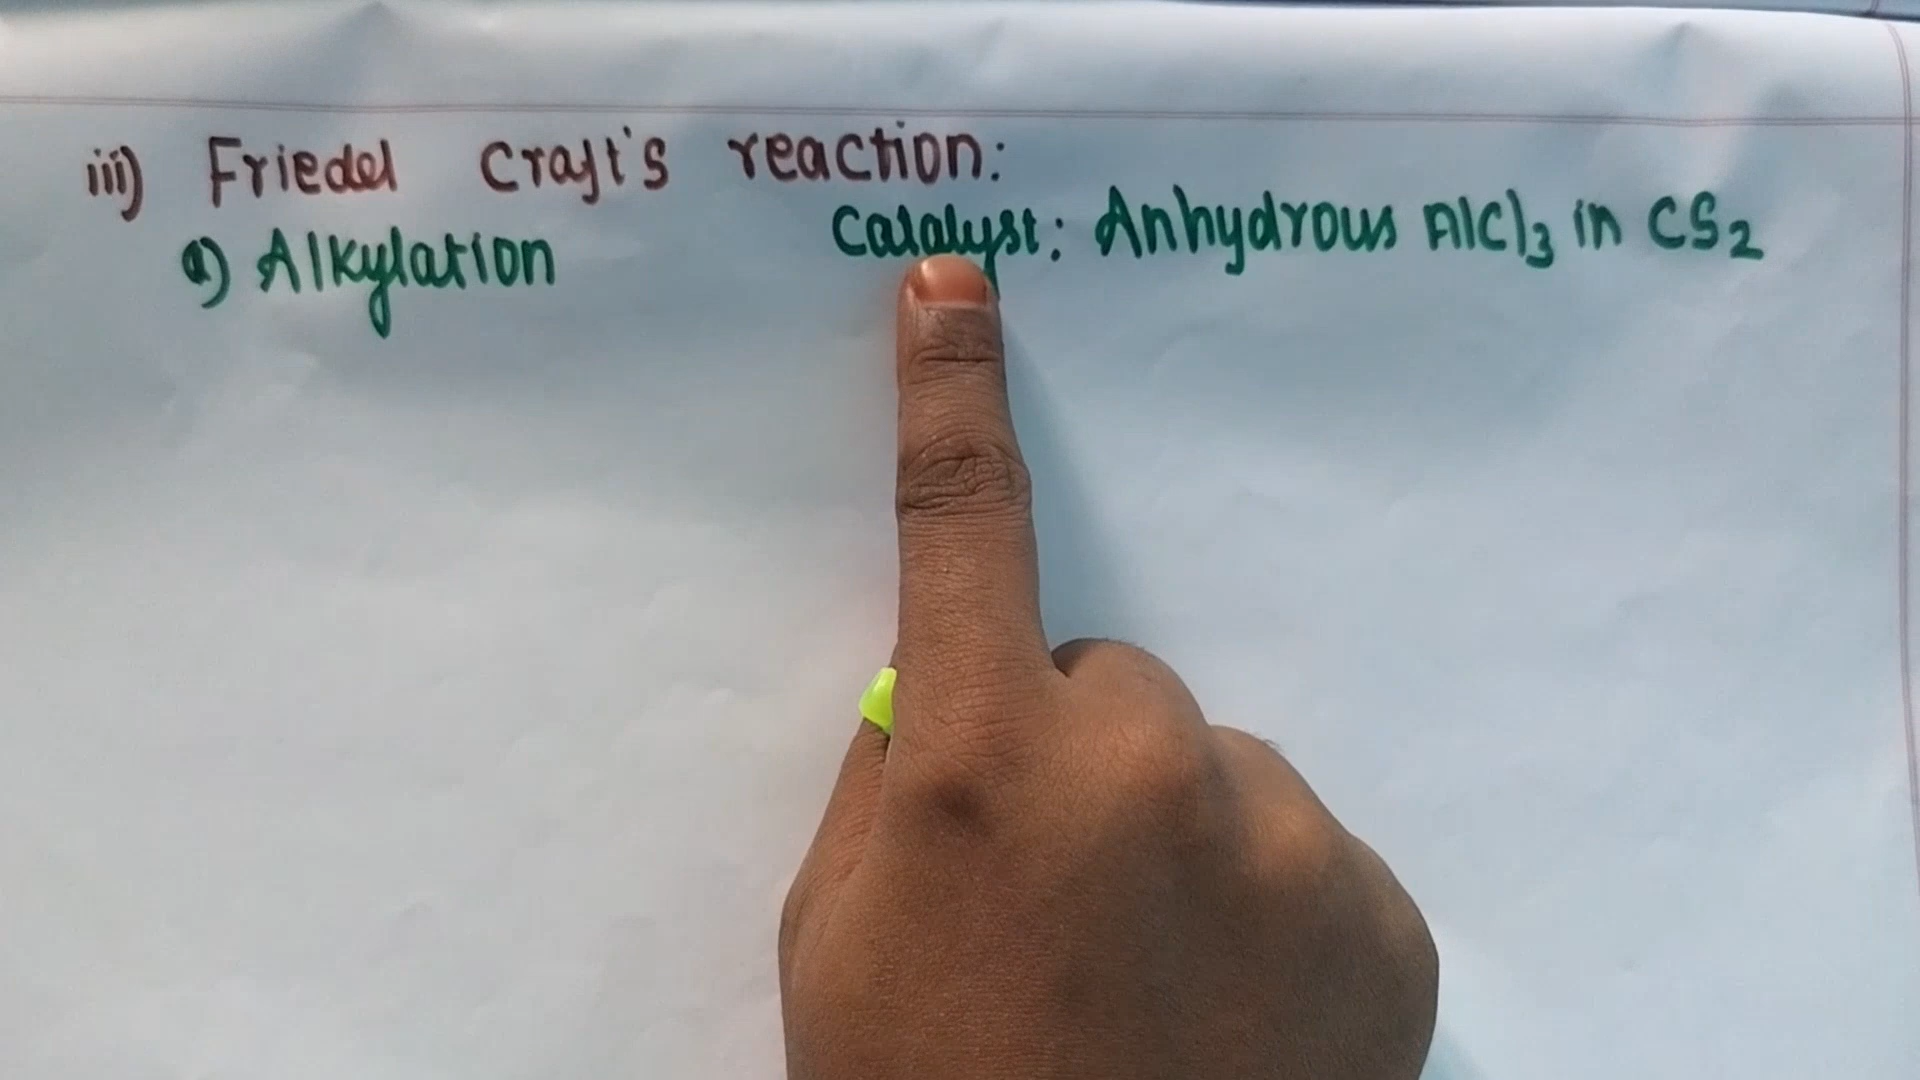 iii) Friedel Craft's reaction:
a) Alkylation
Catalyst: Anhydrous AlCl3 in CS2